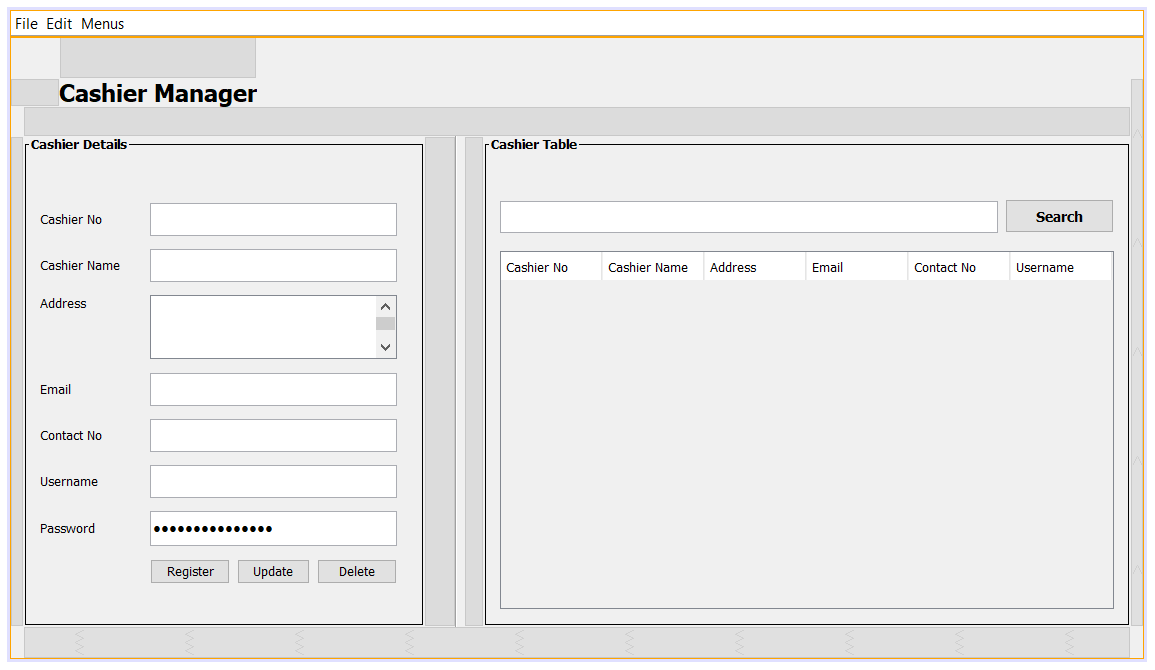 File Edit Menus
Cashier Manager
Cashier Details
Cashier No
Cashier Name
Address
Email
Contact No
Username
Password •••••••••••••••
Register Update Delete
Cashier Table
Search
Cashier No Cashier Name Address Email Contact No Username